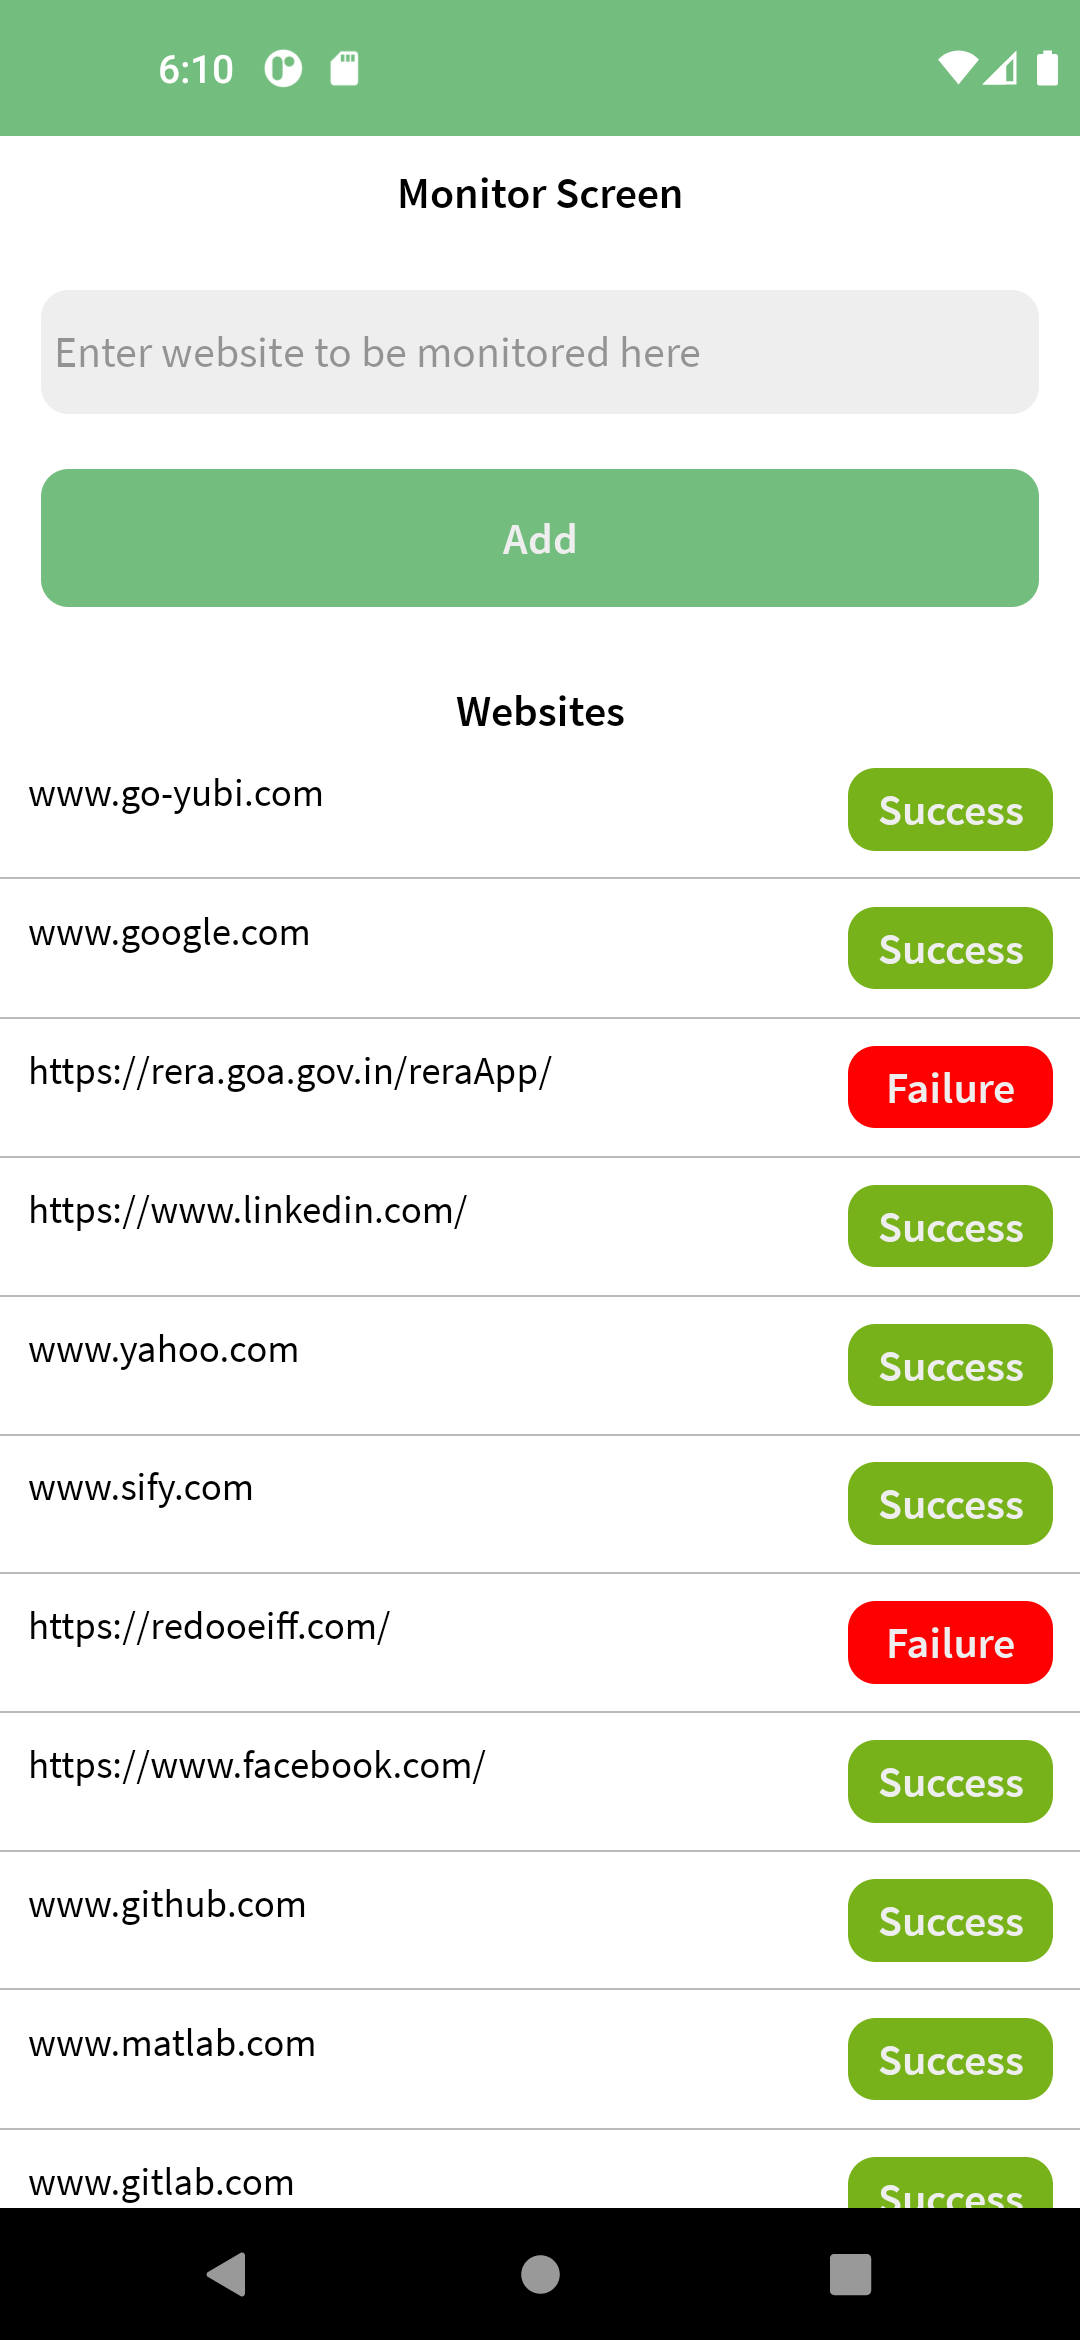 6:10
Monitor Screen
Enter website to be monitored here
Add
Websites
www.go-yubi.com Success
www.google.com Success
https://rera.goa.gov.in/reraApp/ Failure
https://www.linkedin.com/ Success
www.yahoo.com Success
www.sify.com Success
https://redooeiff.com/ Failure
https://www.facebook.com/ Success
www.github.com Success
www.matlab.com Success
www.gitlab.com Success